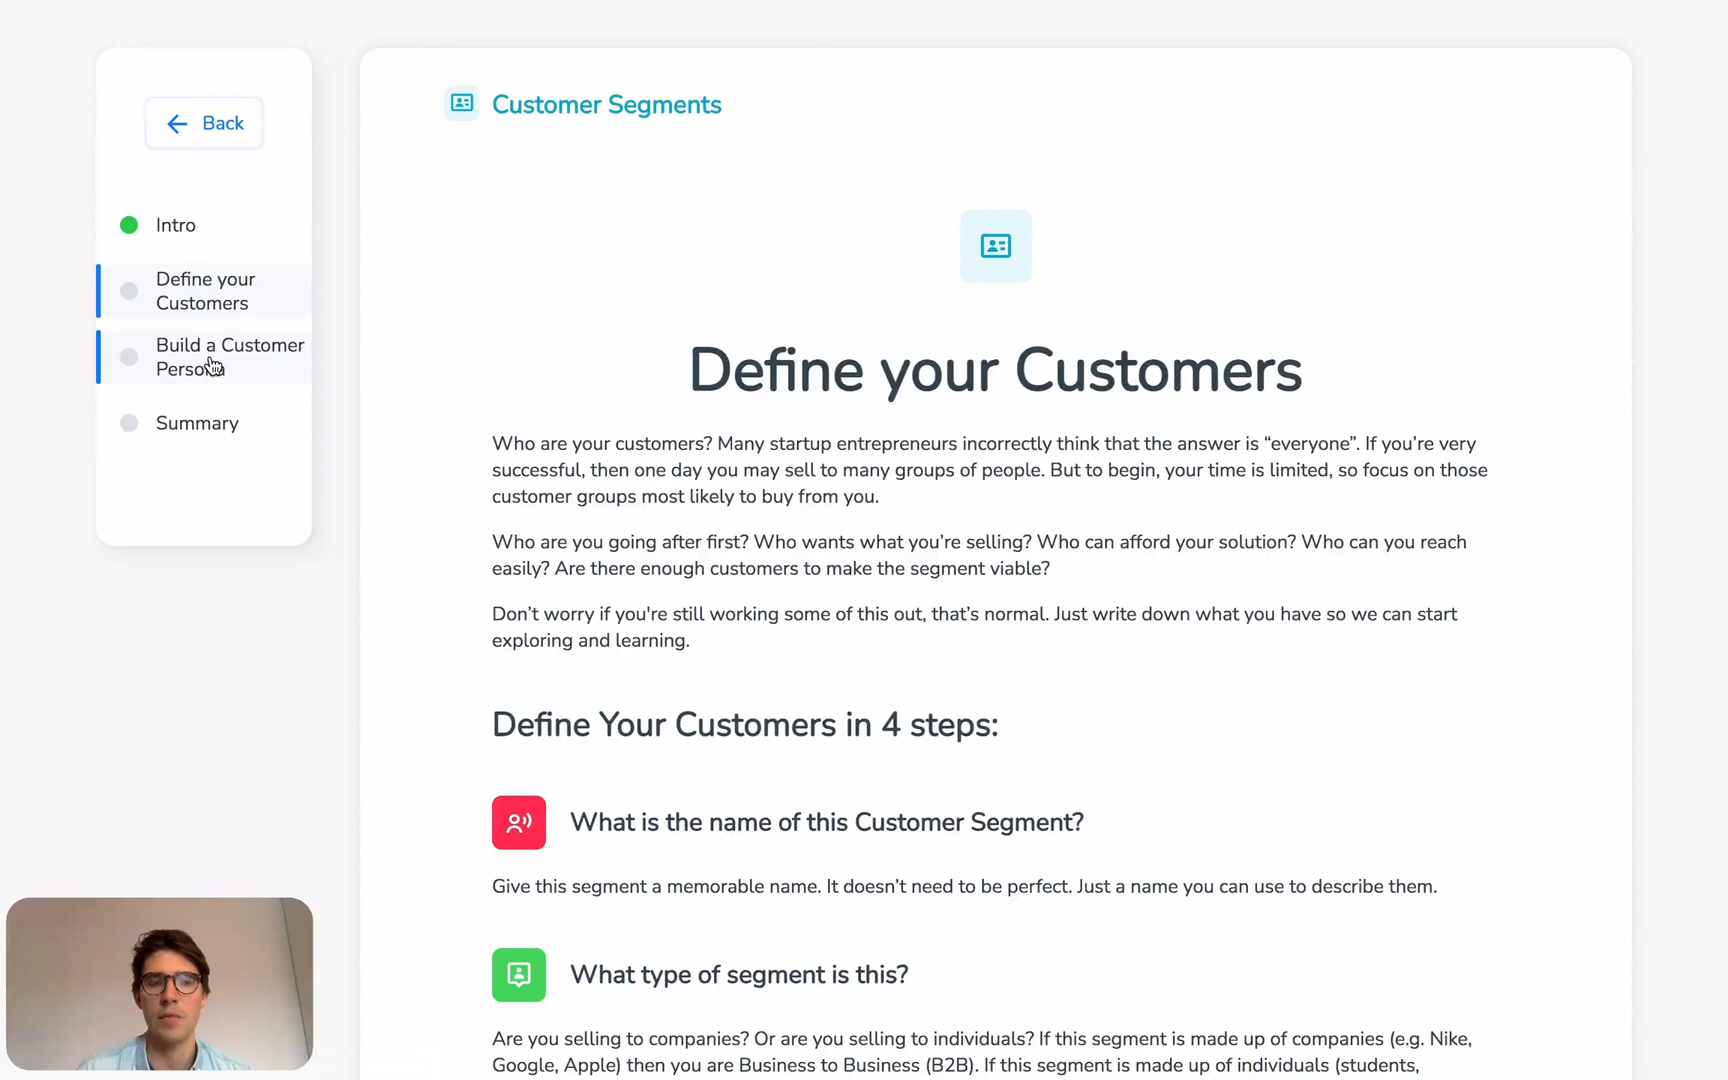 Back
Intro
Define your
Customers
Build a Customer
Persona
Summary
Customer Segments
Define your Customers
Who are your customers? Many startup entrepreneurs incorrectly think that the answer is “everyone”. If you’re very
successful, then one day you may sell to many groups of people. But to begin, your time is limited, so focus on those
customer groups most likely to buy from you.
Who are you going after first? Who wants what you’re selling? Who can afford your solution? Who can you reach
easily? Are there enough customers to make the segment viable?
Don’t worry if you're still working some of this out, that’s normal. Just write down what you have so we can start
exploring and learning.
Define Your Customers in 4 steps:
What is the name of this Customer Segment?
Give this segment a memorable name. It doesn’t need to be perfect. Just a name you can use to describe them.
What type of segment is this?
Are you selling to companies? Or are you selling to individuals? If this segment is made up of companies (e.g. Nike,
Google, Apple) then you are Business to Business (B2B). If this segment is made up of individuals (students,